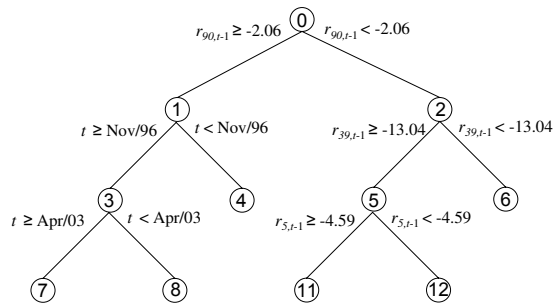 0
r90,t-1 ≥ -2.06 r90,t-1 < -2.06
1 2
t ≥ Nov/96 t < Nov/96 r39,t-1 ≥ -13.04 r39,t-1 < -13.04
3 4 5 6
t ≥ Apr/03 t < Apr/03 r5,t-1 ≥ -4.59 r5,t-1 < -4.59
7 8 11 12